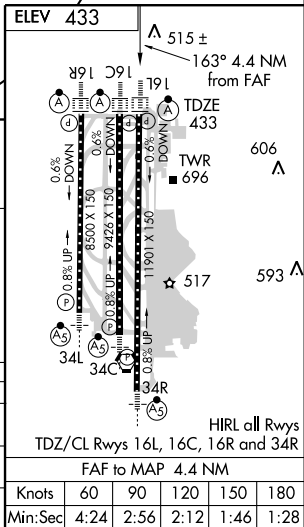 ELEV 433
515 ±
163° 4.4 NM
from FAF
16R
16C
16L
A
A
A
TDZE
433
P
P
P
0.6%
DOWN
0.6%
DOWN
0.6%
DOWN
606
TWR
696
8500 X 150
9426 X 150
11901 X 150
517
593
P
0.8% UP
P
0.8% UP
P
0.8% UP
A5
34L
A5
34C
34R
A5
HIRL all Rwys
TDZ/CL Rwys 16L, 16C, 16R and 34R
FAF to MAP 4.4 NM
Knots 60 90 120 150 180
Min:Sec 4:24 2:56 2:12 1:46 1:28